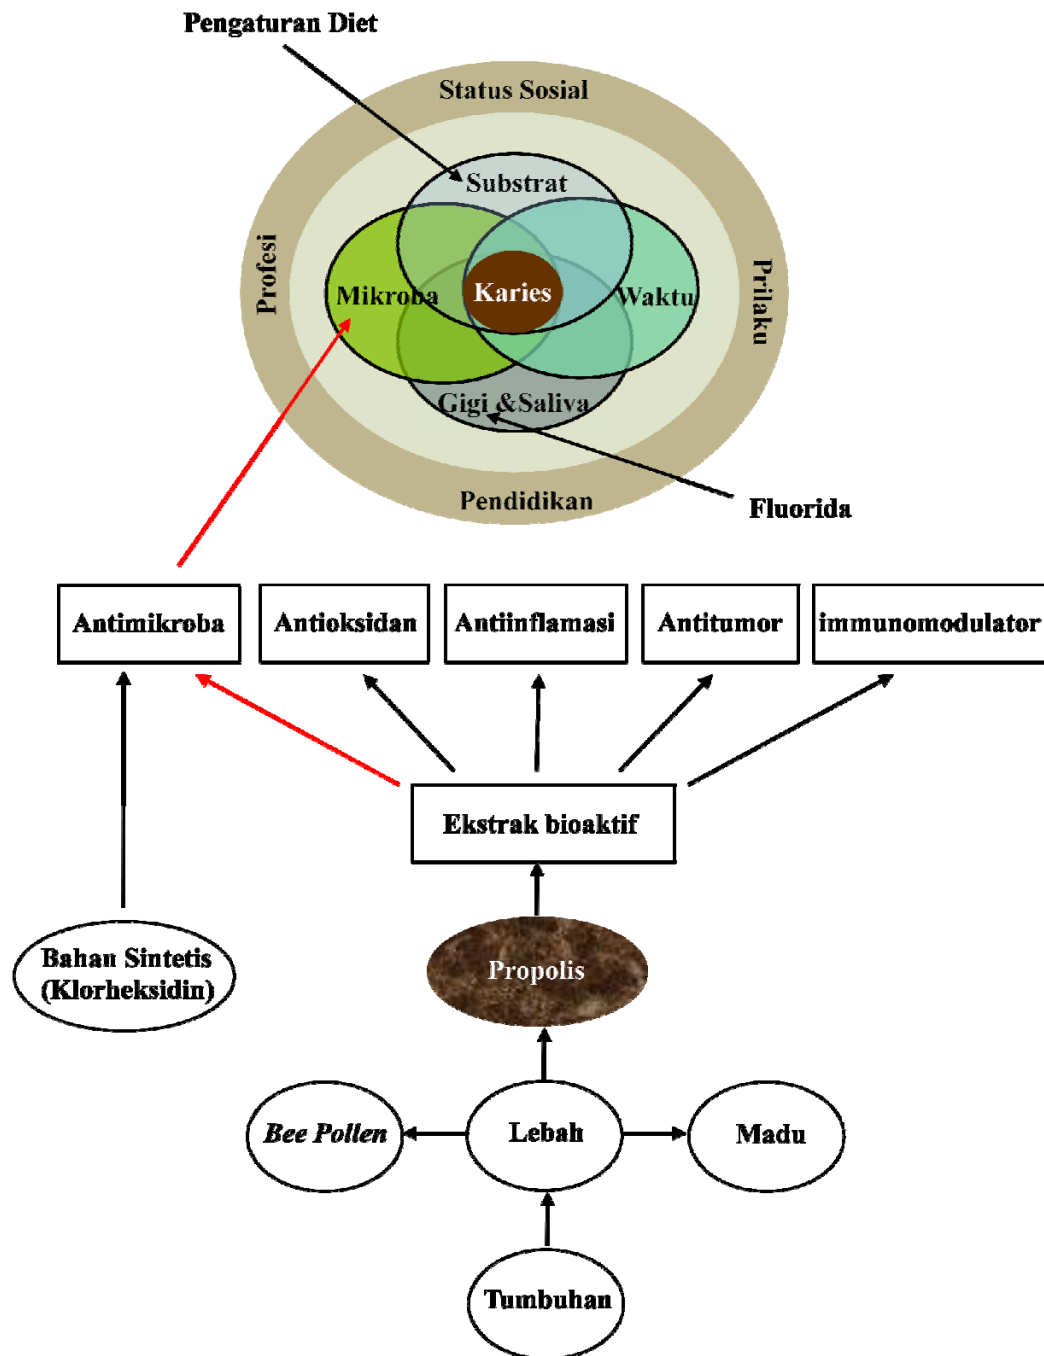 Pengaturan Diet
Status Sosial
Substrat
Profesi
Mikroba
Karies
Waktu
Prilaku
Gigi &Saliva
Pendidikan
Fluorida
Antimikroba
Antioksidan
Antiinflamasi
Antitumor
immunomodulator
Ekstrak bioaktif
Bahan Sintetis
(Klorheksidin)
Propolis
Bee Pollen
Lebah
Madu
Tumbuhan